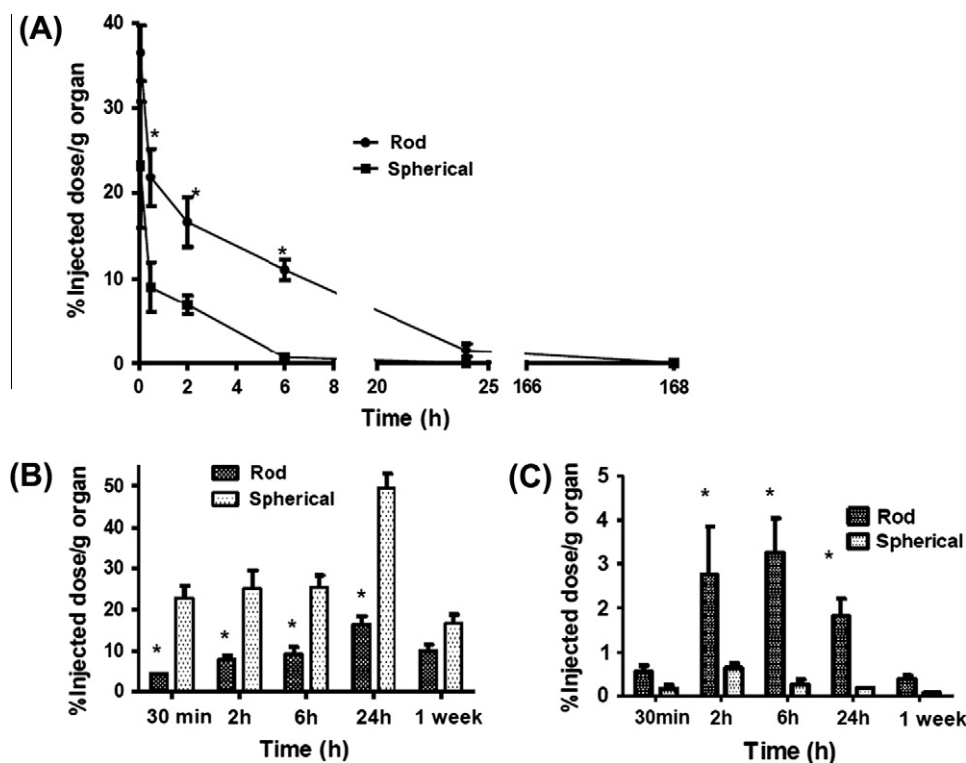 (A)
%Injected dose/g organ
40
30
20
10
0
*
*
*
Rod
Spherical
0 2 4 6 8 20 25 166 168
Time (h)
(B)
%Injected dose/g organ
50
40
30
20
10
0
Rod
Spherical
* * * *
30 min 2h 6h 24h 1 week
Time (h)
(C)
%Injected dose/g organ
5
4
3
2
1
0
* * *
Rod
Spherical
30min 2h 6h 24h 1 week
Time (h)